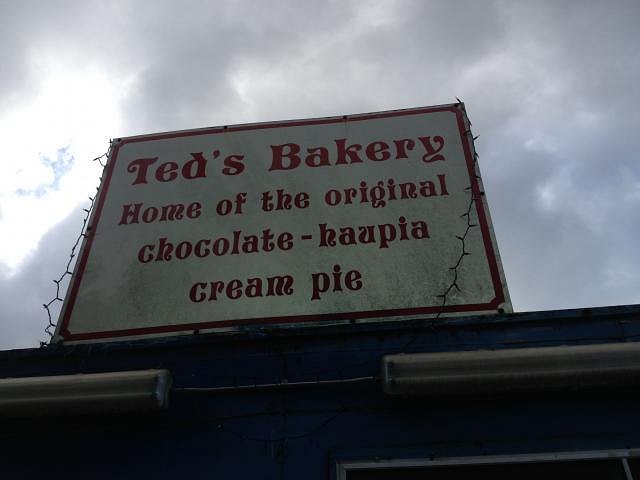 Ted's Bakery
Home of the original
chocolate-haupia
cream pie